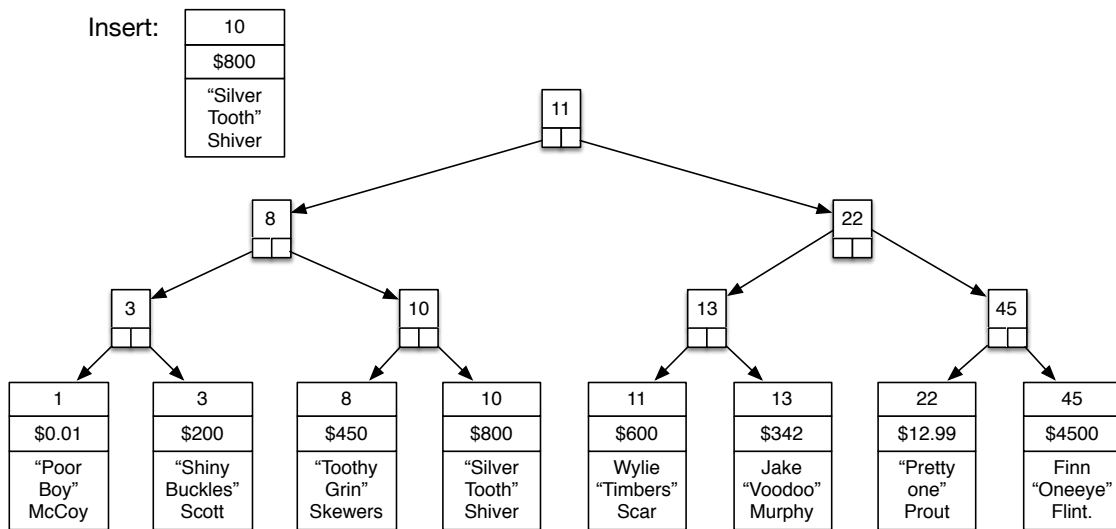 Insert:
10
$800
“Silver
Tooth”
Shiver
11
8
22
3
10
13
45
1
$0.01
“Poor
Boy”
McCoy
3
$200
“Shiny
Buckles”
Scott
8
$450
“Toothy
Grin”
Skewers
10
$800
“Silver
Tooth”
Shiver
11
$600
Wylie
“Timbers”
Scar
13
$342
Jake
“Voodoo”
Murphy
22
$12.99
“Pretty
one”
Prout
45
$4500
Finn
“Oneeye”
Flint.